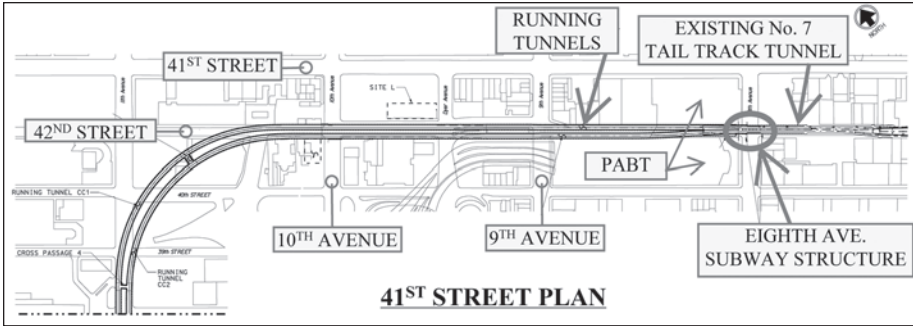 RUNNING
TUNNELS
EXISTING No. 7
TAIL TRACK TUNNEL
NORTH
41ST STREET
SITE L
42ND STREET
PABT
RUNNING TUNNEL CC1
40th STREET
10TH AVENUE
9TH AVENUE
EIGHTH AVE.
SUBWAY STRUCTURE
39th STREET
CROSS PASSAGE 4
RUNNING
TUNNEL
CC2
41ST STREET PLAN